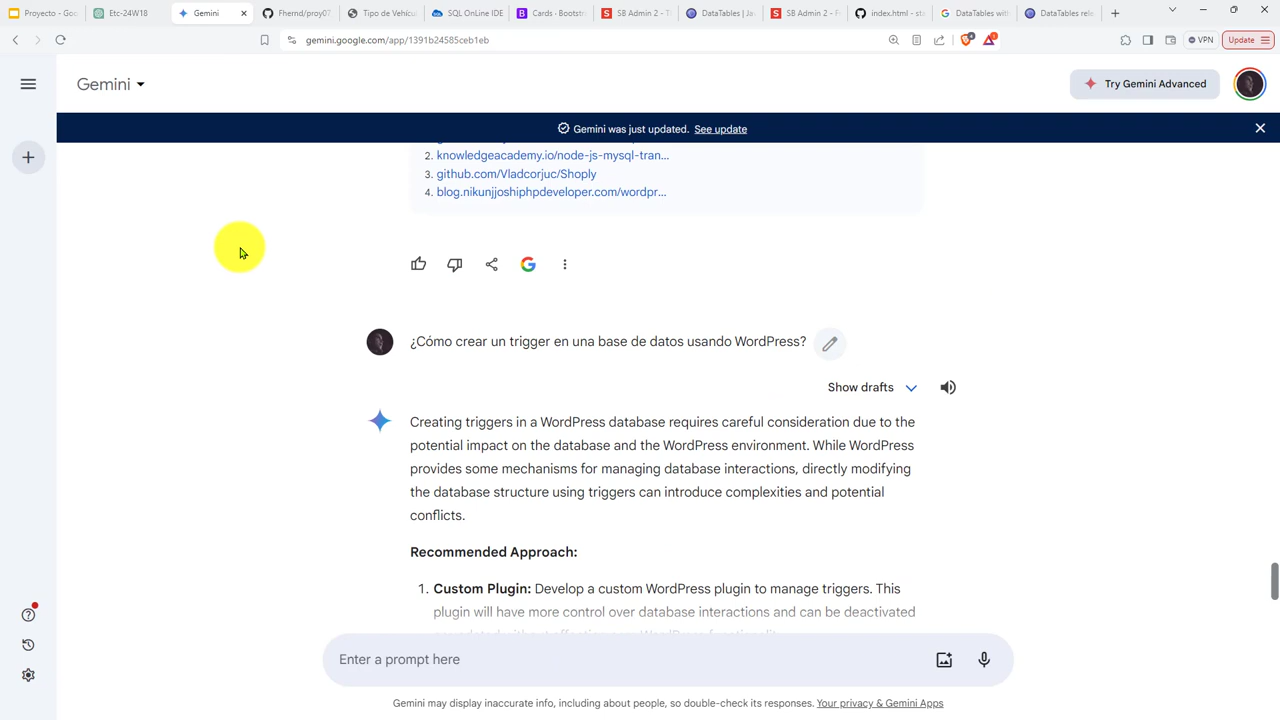 Proyecto - Goo
Etc-24W18
Gemini
Fhernd/proy07
Tipo de Vehícu
SQL OnLine IDE
Cards · Bootstr
SB Admin 2 - T
DataTables | Ja
SB Admin 2 - F
index.html - sta
DataTables with
DataTables rele
gemini.google.com/app/1391b24585ceb1eb
VPN
Update
Gemini
Try Gemini Advanced
Gemini was just updated. See update
2. knowledgeacademy.io/node-js-mysql-tran...
3. github.com/Vladcorjuc/Shoply
4. blog.nikunjjoshiphpdeveloper.com/wordpr...
¿Cómo crear un trigger en una base de datos usando WordPress?
Show drafts
Creating triggers in a WordPress database requires careful consideration due to the
potential impact on the database and the WordPress environment. While WordPress
provides some mechanisms for managing database interactions, directly modifying
the database structure using triggers can introduce complexities and potential
conflicts.
Recommended Approach:
1. Custom Plugin: Develop a custom WordPress plugin to manage triggers. This
plugin will have more control over database interactions and can be deactivated
Enter a prompt here
Gemini may display inaccurate info, including about people, so double-check its responses. Your privacy & Gemini Apps